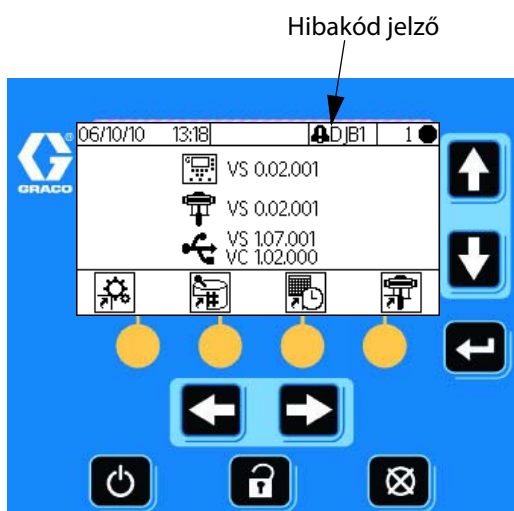 Hibakód jelző
06/10/10 13:18 DJB1 1
GRACO
VS 0.02.001
VS 0.02.001
VS 1.07.001
VC 1.02.000